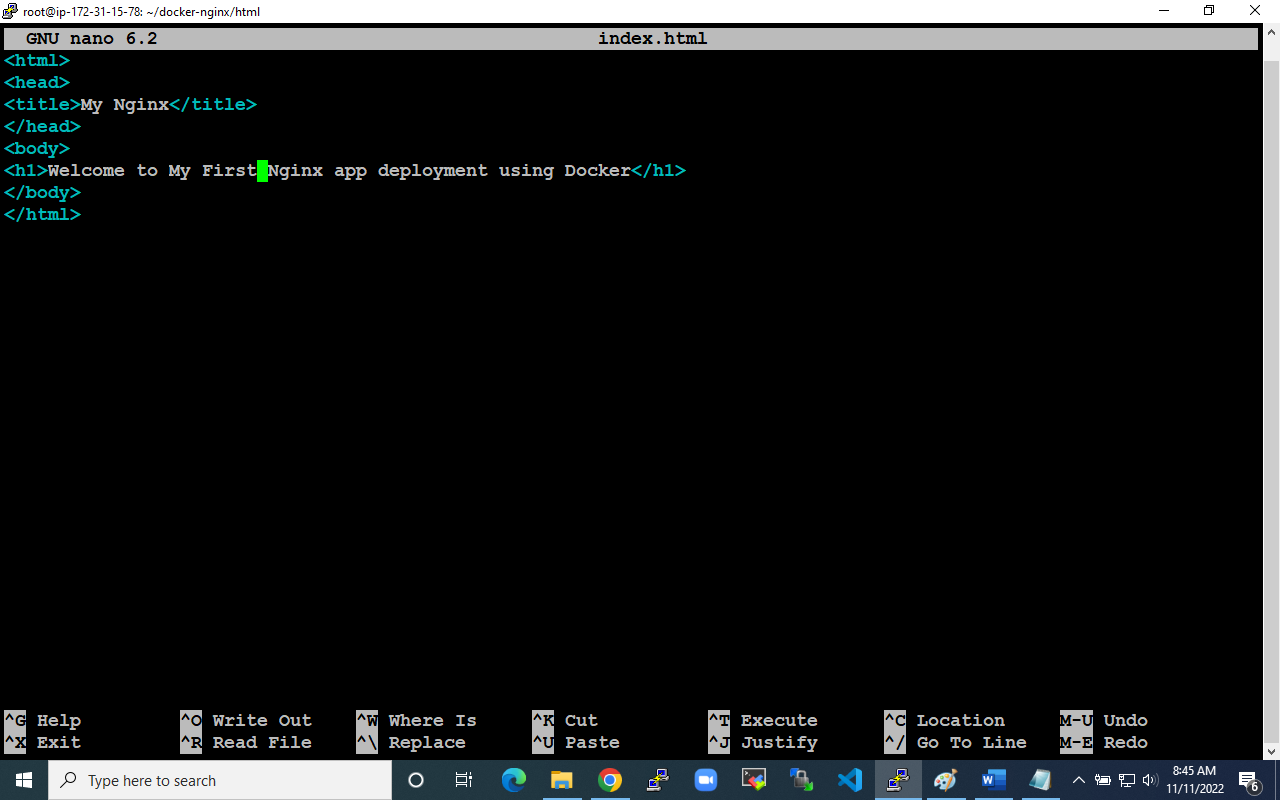 root@ip-172-31-15-78: ~/docker-nginx/html
GNU nano 6.2 index.html
<html>
<head>
<title>My Nginx</title>
</head>
<body>
<h1>Welcome to My First Nginx app deployment using Docker</h1>
</body>
</html>
^G Help ^O Write Out ^W Where Is ^K Cut ^T Execute ^C Location M-U Undo
^X Exit ^R Read File ^\ Replace ^U Paste ^J Justify ^/ Go To Line M-E Redo
Type here to search
8:45 AM
11/11/2022
6